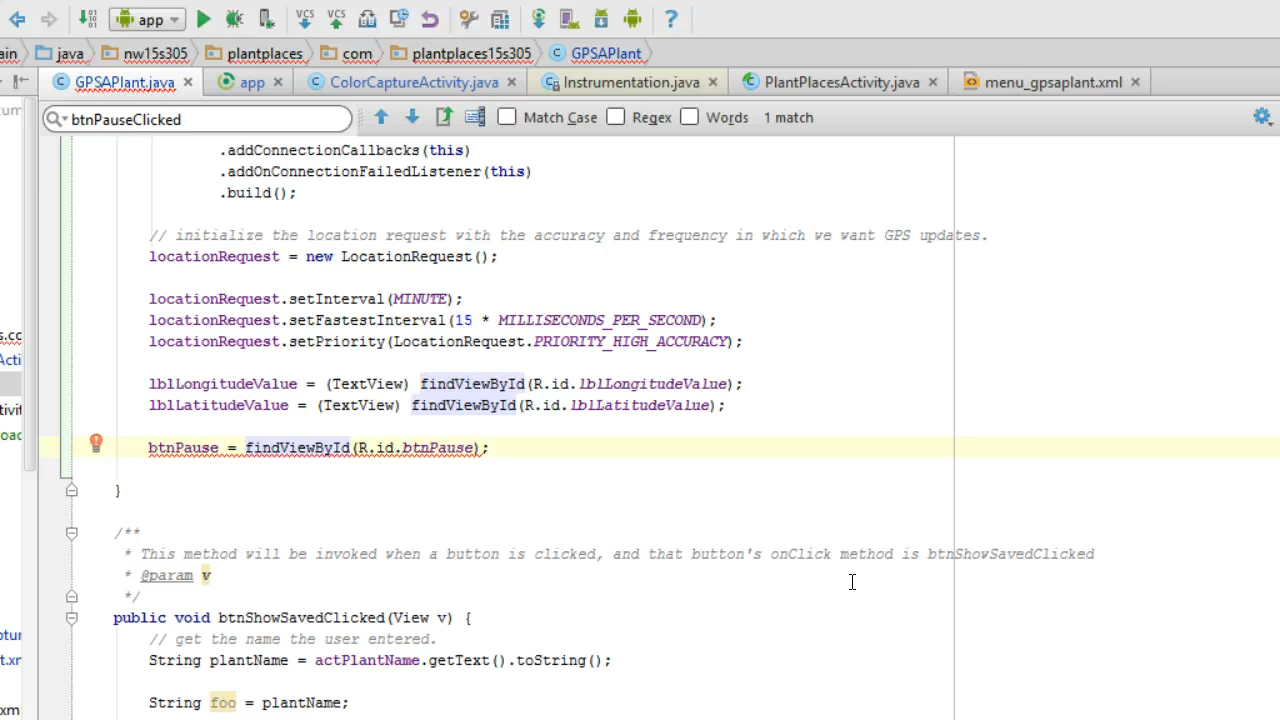 app
VCS VCS
ain java nw15s305 plantplaces com plantplaces15s305 GPSAPlant
GPSAPlant.java app ColorCaptureActivity.java Instrumentation.java PlantPlacesActivity.java menu_gpsaplant.xml
btnPauseClicked Match Case Regex Words 1 match
.addConnectionCallbacks(this)
.addOnConnectionFailedListener(this)
.build();
// initialize the location request with the accuracy and frequency in which we want GPS updates.
locationRequest = new LocationRequest();
locationRequest.setInterval(MINUTE);
locationRequest.setFastestInterval(15 * MILLISECONDS_PER_SECOND);
locationRequest.setPriority(LocationRequest.PRIORITY_HIGH_ACCURACY);
lblLongitudeValue = (TextView) findViewById(R.id.lblLongitudeValue);
lblLatitudeValue = (TextView) findViewById(R.id.lblLatitudeValue);
btnPause = findViewById(R.id.btnPause);
}
/**
* This method will be invoked when a button is clicked, and that button's onClick method is btnShowSavedClicked
* @param v
*/
public void btnShowSavedClicked(View v) {
// get the name the user entered.
String plantName = actPlantName.getText().toString();
String foo = plantName;